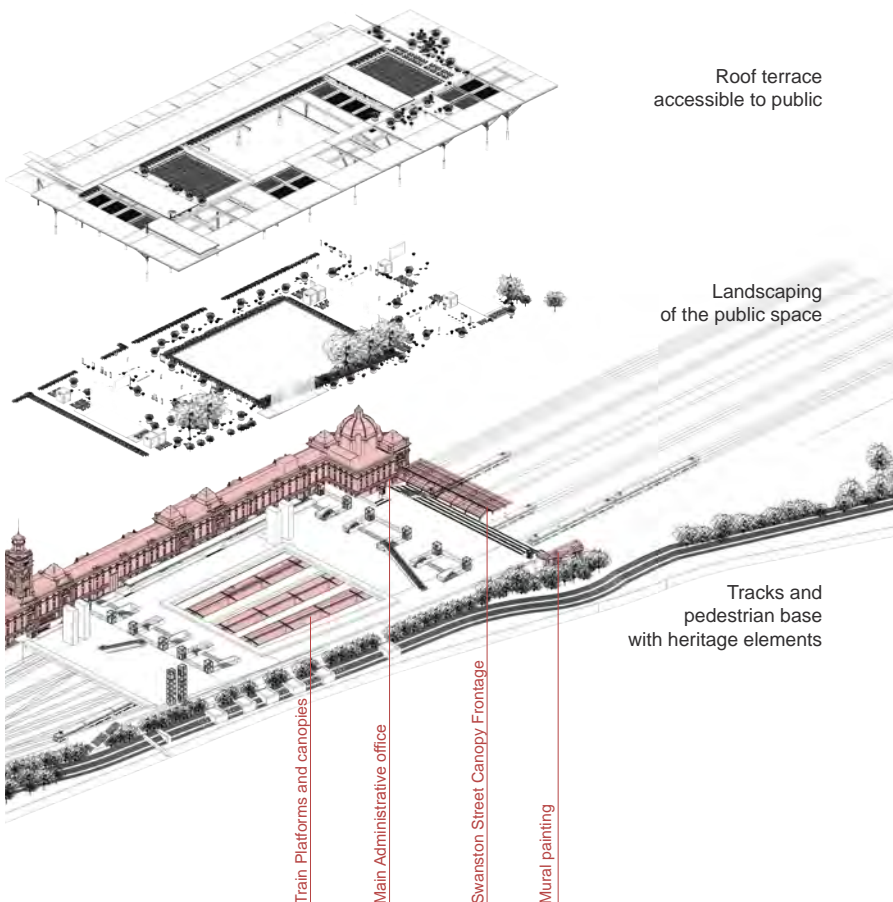 Roof terrace
accessible to public
Landscaping
of the public space
Tracks and
pedestrian base
with heritage elements
Train Platforms and canopies
Main Administrative office
Swanston Street Canopy Frontage
Mural painting